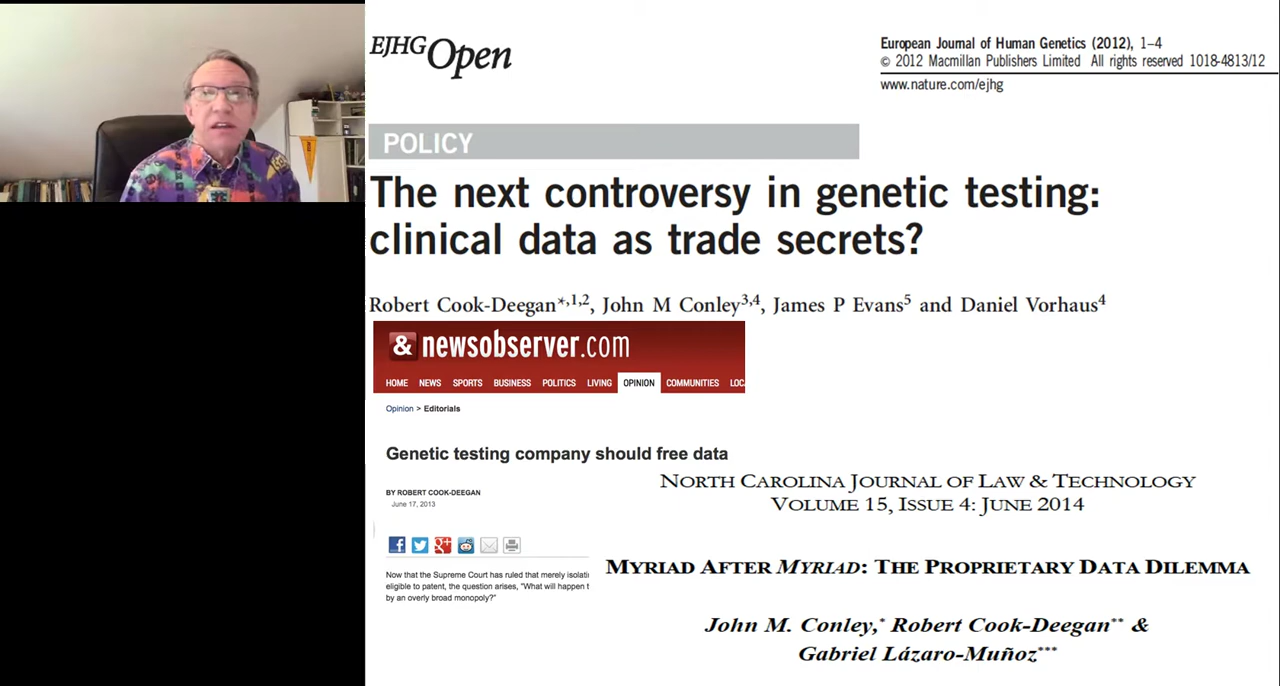 EJHG Open
European Journal of Human Genetics (2012), 1–4
© 2012 Macmillan Publishers Limited All rights reserved 1018-4813/12
www.nature.com/ejhg
POLICY
The next controversy in genetic testing:
clinical data as trade secrets?
Robert Cook-Deegan*,1,2, John M Conley3,4, James P Evans5 and Daniel Vorhaus4
& newsobserver.com
HOME NEWS SPORTS BUSINESS POLITICS LIVING OPINION COMMUNITIES
Opinion > Editorials
Genetic testing company should free data
BY ROBERT COOK-DEEGAN
June 17, 2013
Now that the Supreme Court has ruled that merely
eligible to patent, the question arises, "What will happen
by an overly broad monopoly?"
NORTH CAROLINA JOURNAL OF LAW & TECHNOLOGY
VOLUME 15, ISSUE 4: JUNE 2014
MYRIAD AFTER MYRIAD: THE PROPRIETARY DATA DILEMMA
John M. Conley,* Robert Cook-Deegan** &
Gabriel Lázaro-Muñoz***